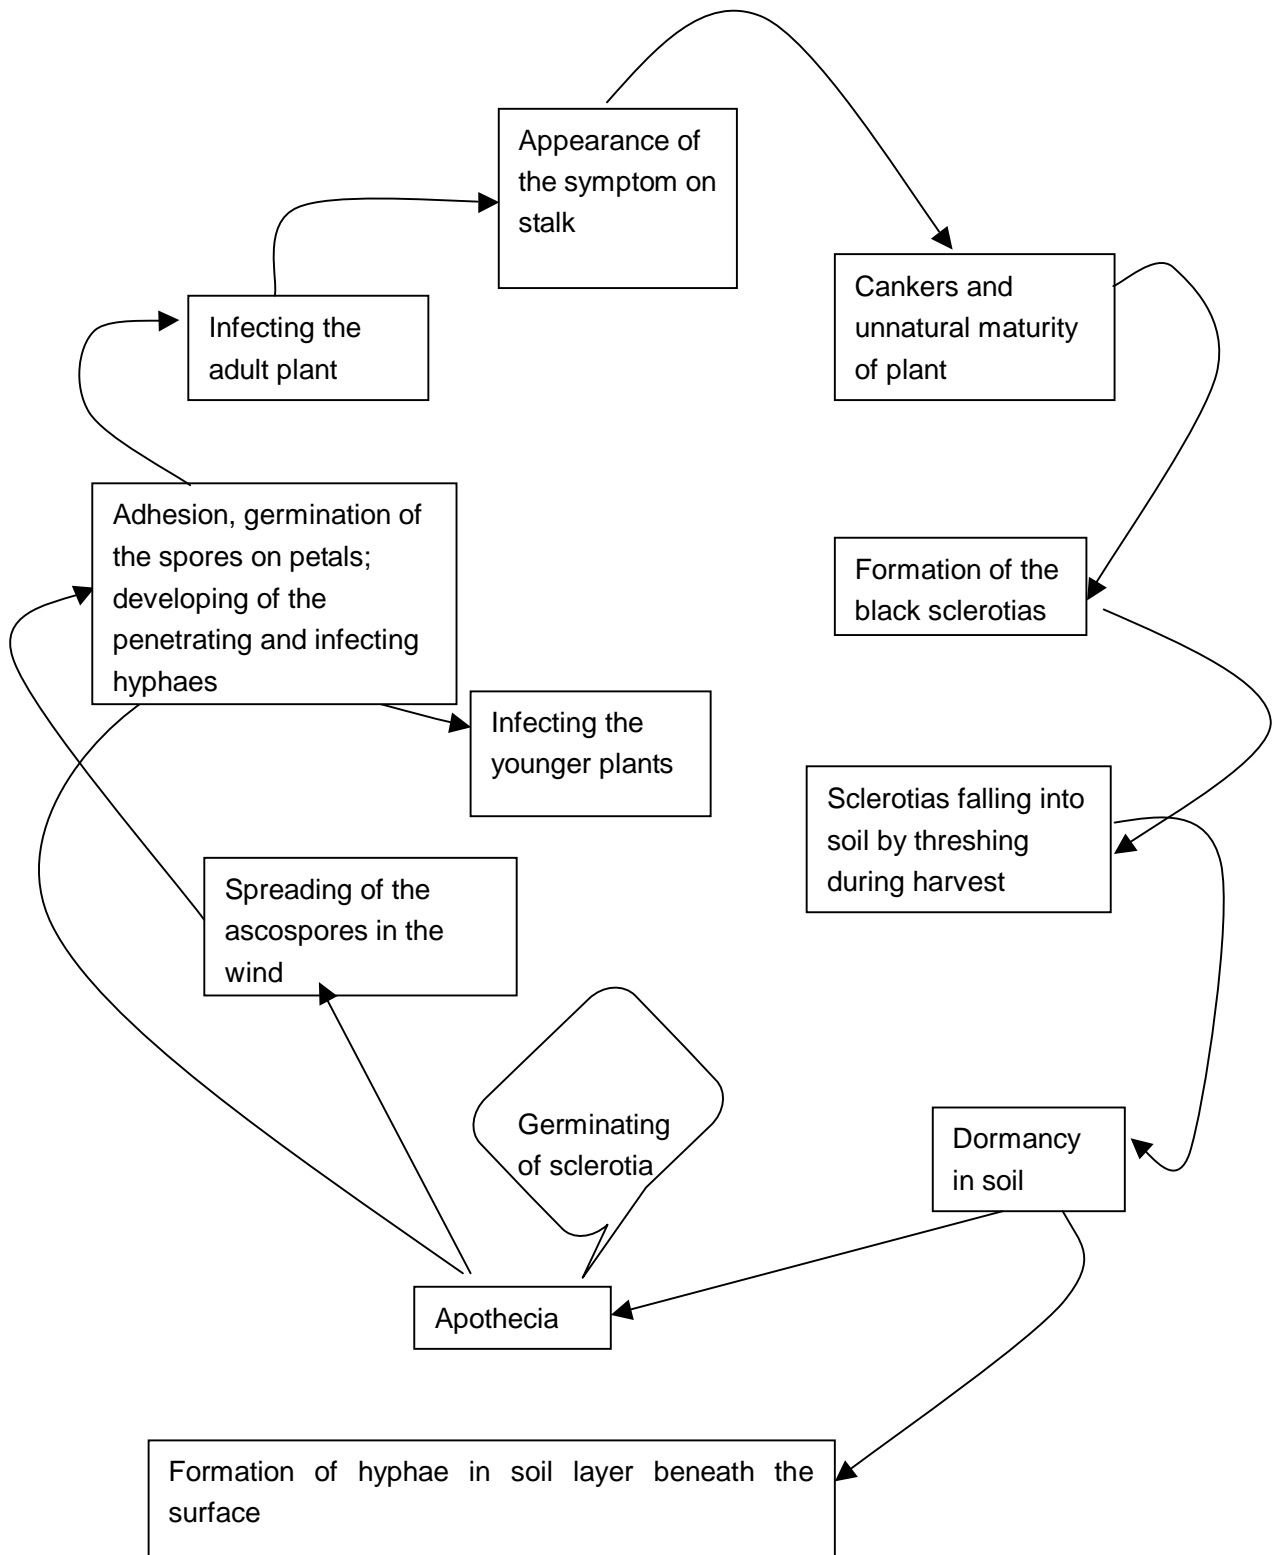 Appearance of
the symptom on
stalk
Cankers and
unnatural maturity
of plant
Infecting the
adult plant
Adhesion, germination of
the spores on petals;
developing of the
penetrating and infecting
hyphaes
Formation of the
black sclerotias
Infecting the
younger plants
Sclerotias falling into
soil by threshing
during harvest
Spreading of the
ascospores in the
wind
Germinating
of sclerotia
Dormancy
in soil
Apothecia
Formation of hyphae in soil layer beneath the
surface